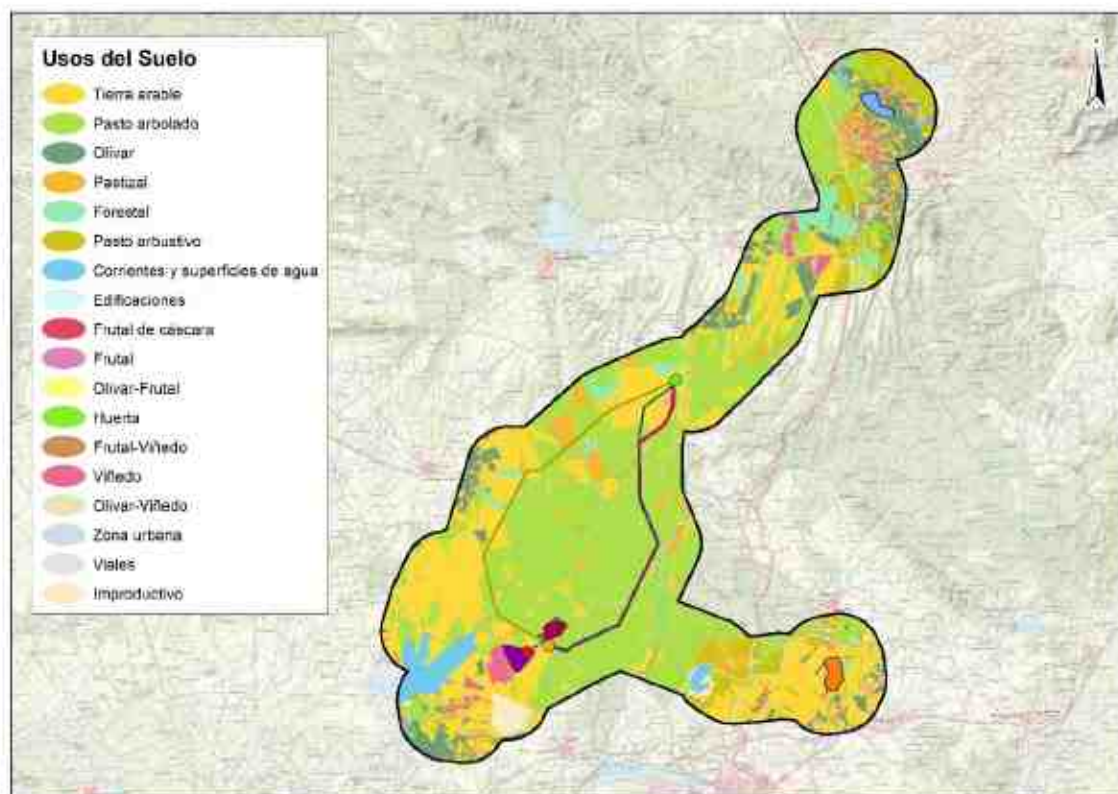 Usos del Suelo
Tierra arable
Pasto arbolado
Olivar
Pastizal
Forestal
Pasto arbustivo
Corrientes y superficies de agua
Edificaciones
Frutal de cáscara
Frutal
Olivar-Frutal
Huerta
Frutal-Viñedo
Viñedo
Olivar-Viñedo
Zona urbana
Viales
Improductivo